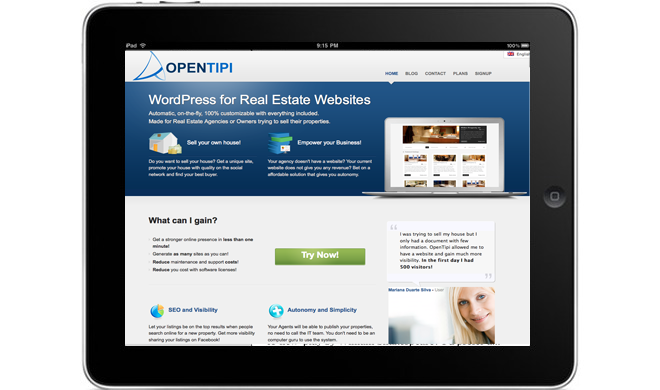 iPad 9:15 PM 100%
English
OPENTIPI
HOME BLOG CONTACT PLANS SIGNUP
WordPress for Real Estate Websites
Automatic, on-the-fly, 100% customizable with everything included.
Made for Real Estate Agencies or Owners trying to sell their properties.
Sell your own house!
Do you want to sell your house? Get a unique site,
promote your house with quality on the social
network and find your best buyer.
Empower your Business!
Your agency doesn't have a website? Your current
website does not give you any revenue? Bet on a
affordable solution that gives you autonomy.
What can I gain?
· Get a stronger online presence in less than one
minute!
· Generate as many sites as you can!
· Reduce maintenance and support costs!
· Reduce you cost with software licenses!
Try Now!
I was trying to sell my house but I
only had a document with few
information. OpenTipi allowed me to
have a website and gain much more
visibility. In the first day I had
500 visitors!
Mariana Duarte Silva - User
SEO and Visibility
Let your listings be on the top results when people
search online for a new property. Get more visibility
sharing your listings on Facebook!
Autonomy and Simplicity
Your Agents will be able to publish your properties,
no need to call the IT team. You don't need to be an
computer guru to use the system.